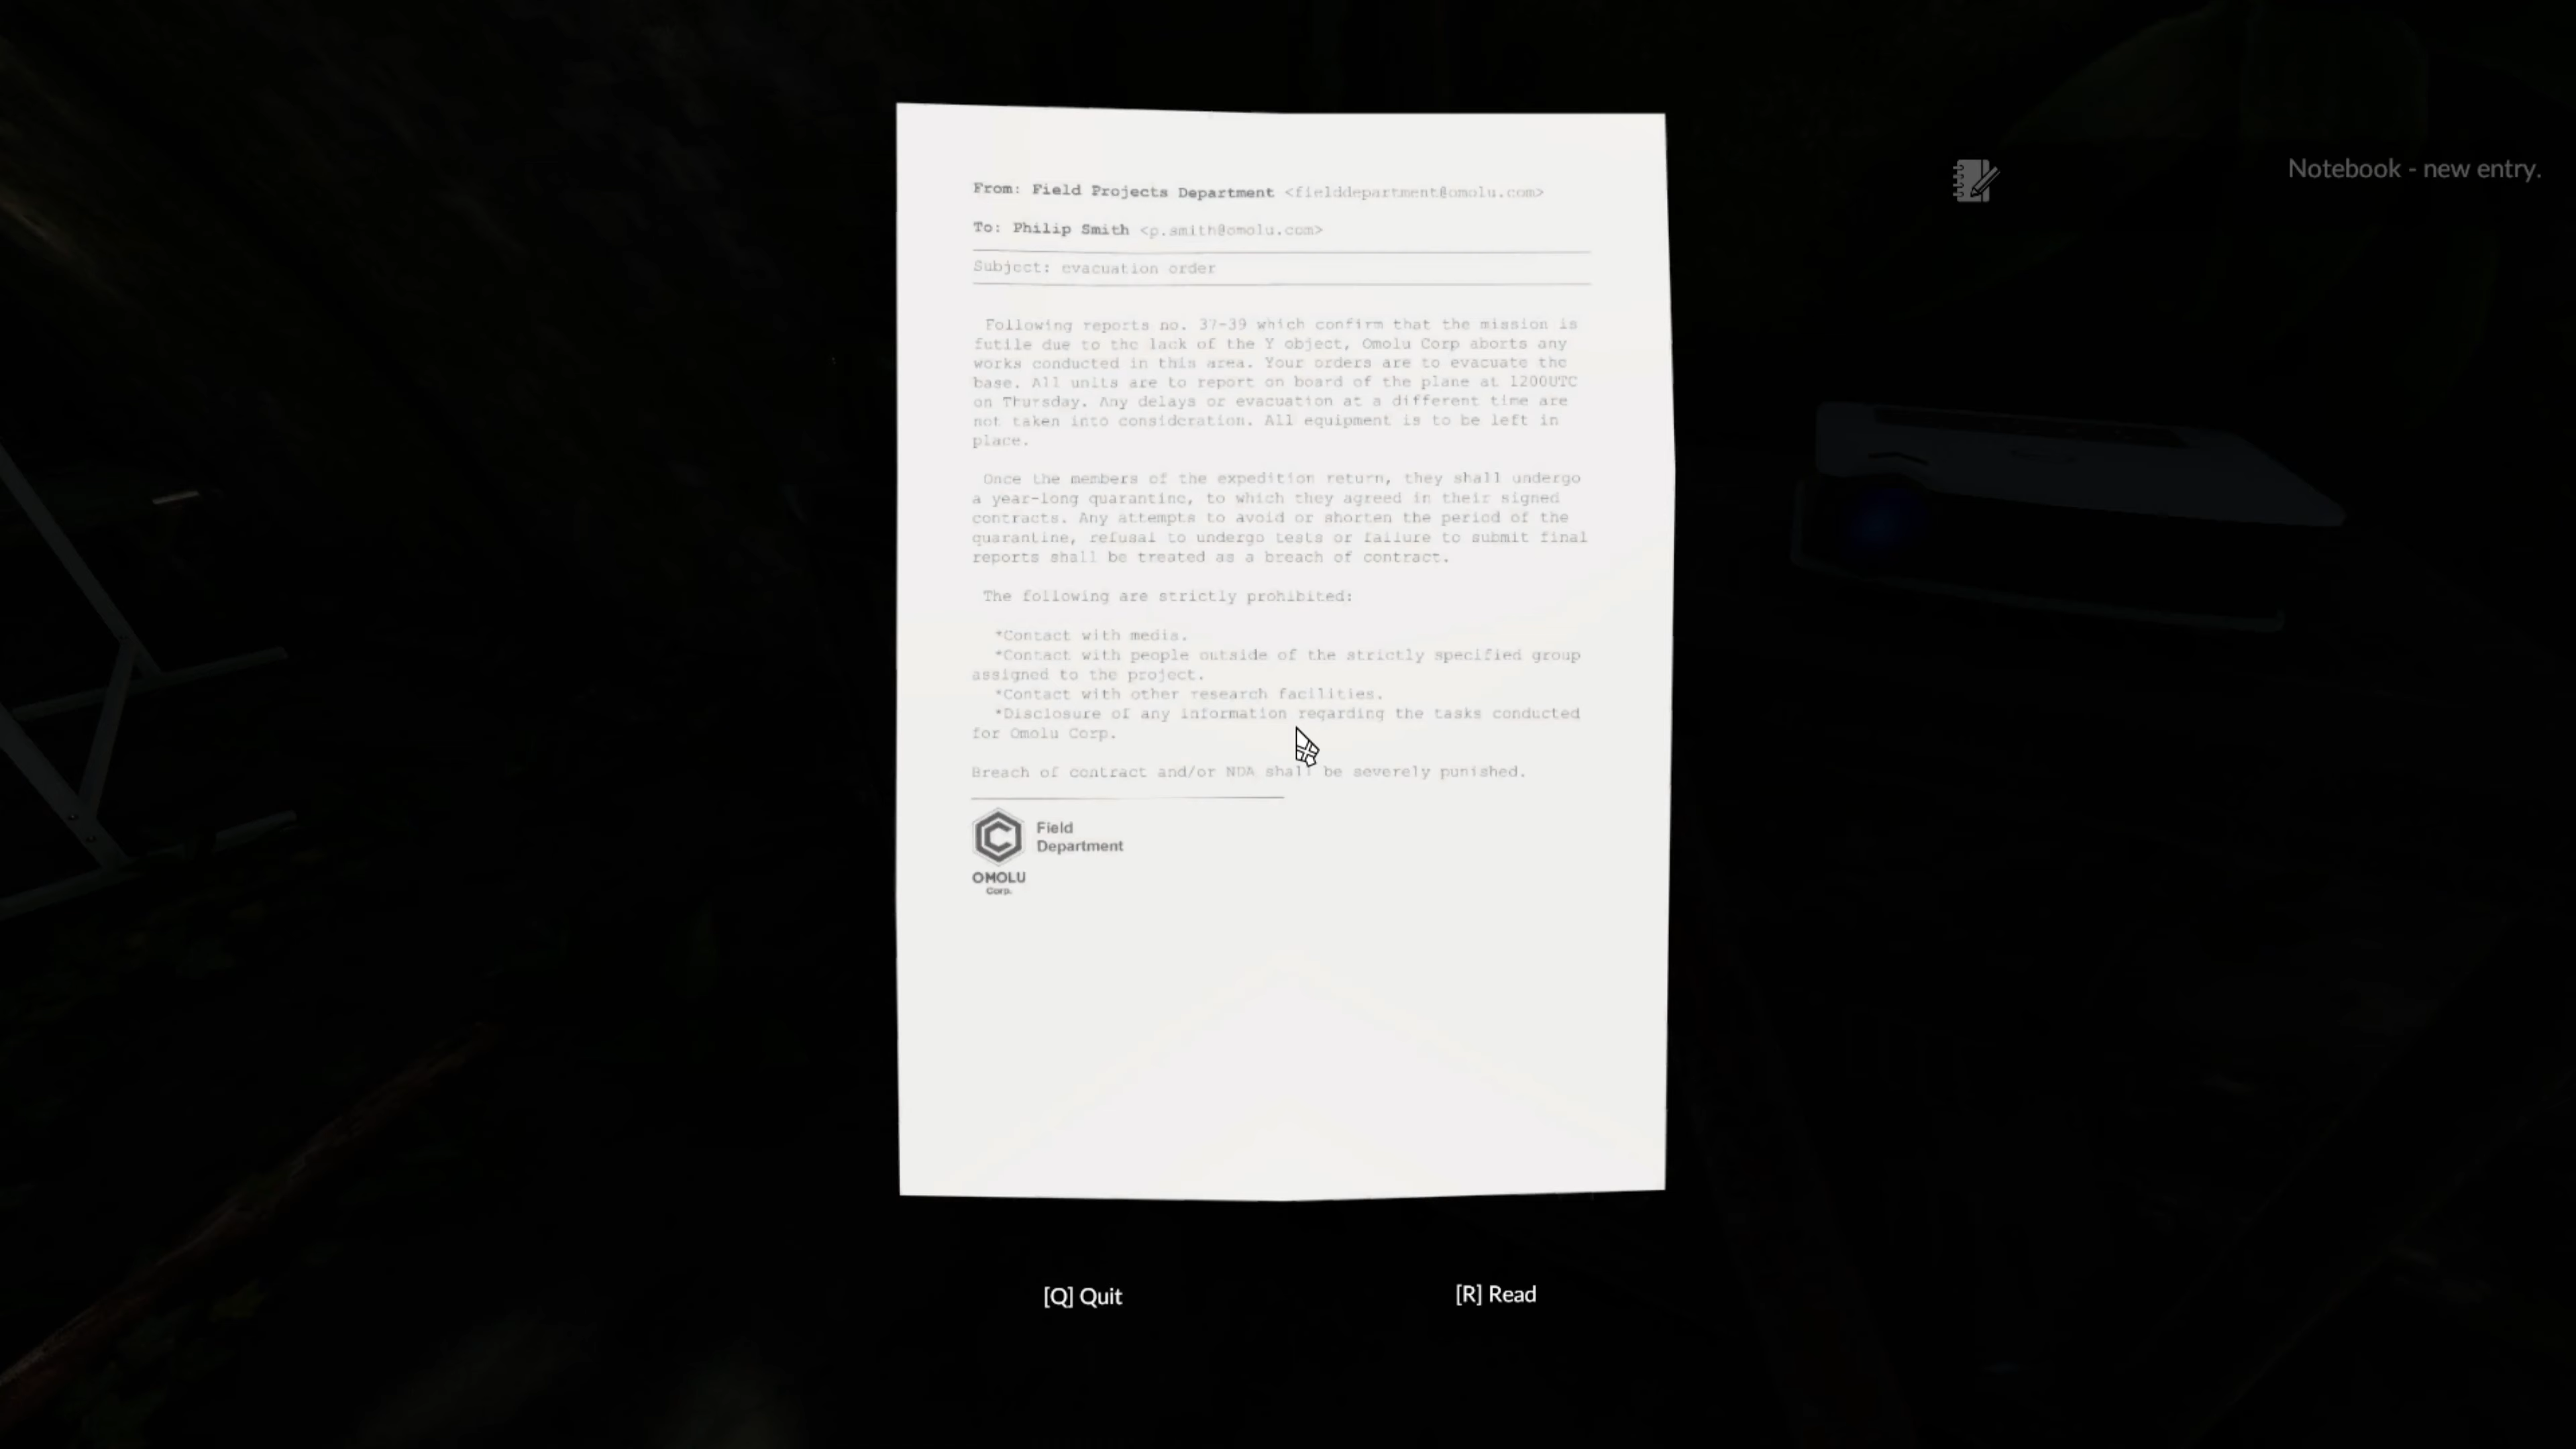 Notebook - new entry.
From: Field Projects Department <fielddepartment@omolu.com>
To: Philip Smith <p.smith@omolu.com>
Subject: evacuation order
Following reports no. 37-39 which confirm that the mission is
futile due to the lack of the Y object, Omolu Corp aborts any
works conducted in this area. Your orders are to evacuate the
base. All units are to report on board of the plane at 1200UTC
on Thursday. Any delays or evacuation at a different time are
not taken into consideration. All equipment is to be left in
place.
Once the members of the expedition return, they shall undergo
a year-long quarantine, to which they agreed in their signed
contracts. Any attempts to avoid or shorten the period of the
quarantine, refusal to undergo tests or failure to submit final
reports shall be treated as a breach of contract.
The following are strictly prohibited:
*Contact with media.
*Contact with people outside of the strictly specified group
assigned to the project.
*Contact with other research facilities.
*Disclosure of any information regarding the tasks conducted
for Omolu Corp.
Breach of contract and/or NDA shall be severely punished.
Field
Department
OMOLU
Corp.
[Q] Quit
[R] Read